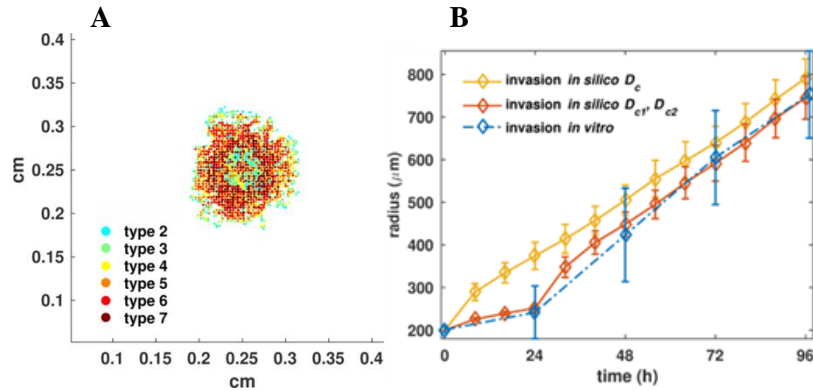 A
B
0.4
0.35
0.3
0.25
0.2
0.15
0.1
cm
type 2
type 3
type 4
type 5
type 6
type 7
0.1 0.15 0.2 0.25 0.3 0.35 0.4
cm
800
700
600
500
400
300
200
radius (μm)
invasion in silico Dc
invasion in silico Dc1, Dc2
invasion in vitro
0 24 48 72 96
time (h)